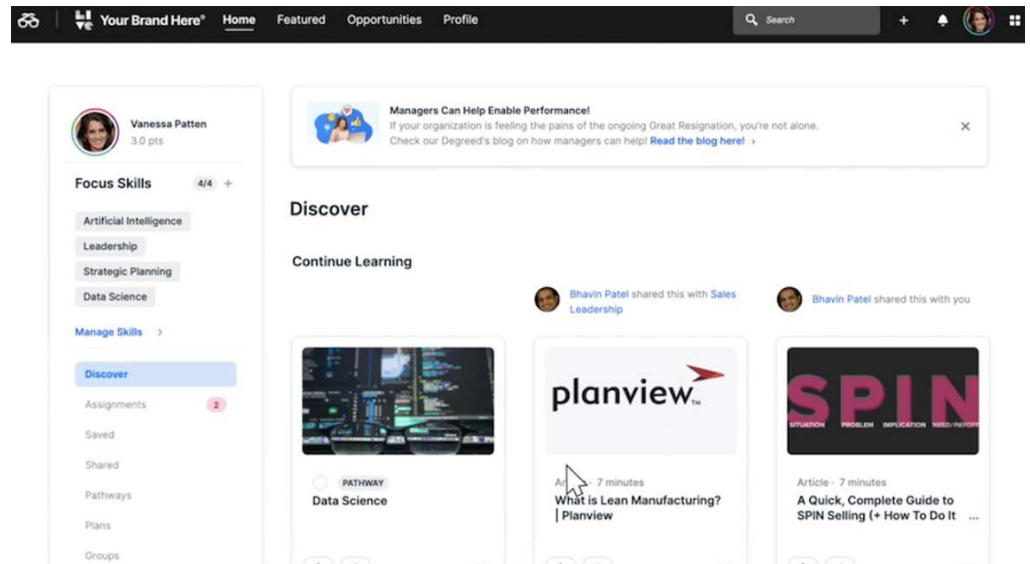 LIVE Your Brand Here® Home Featured Opportunities Profile Search
Vanessa Patten
3.0 pts
Focus Skills 4/4 +
Artificial Intelligence
Leadership
Strategic Planning
Data Science
Manage Skills >
Discover
Assignments 2
Saved
Shared
Pathways
Plans
Groups
Managers Can Help Enable Performance!
If your organization is feeling the pains of the ongoing Great Resignation, you're not alone.
Check our Degreed's blog on how managers can help! Read the blog here! >
Discover
Continue Learning
PATHWAY
Data Science
Bhavin Patel shared this with Sales
Leadership
planview™
7 minutes
What is Lean Manufacturing?
| Planview
Bhavin Patel shared this with you
SPIN
SITUATION PROBLEM IMPLICATION NEED/PAYOFF
Article · 7 minutes
A Quick, Complete Guide to
SPIN Selling (+ How To Do It ...